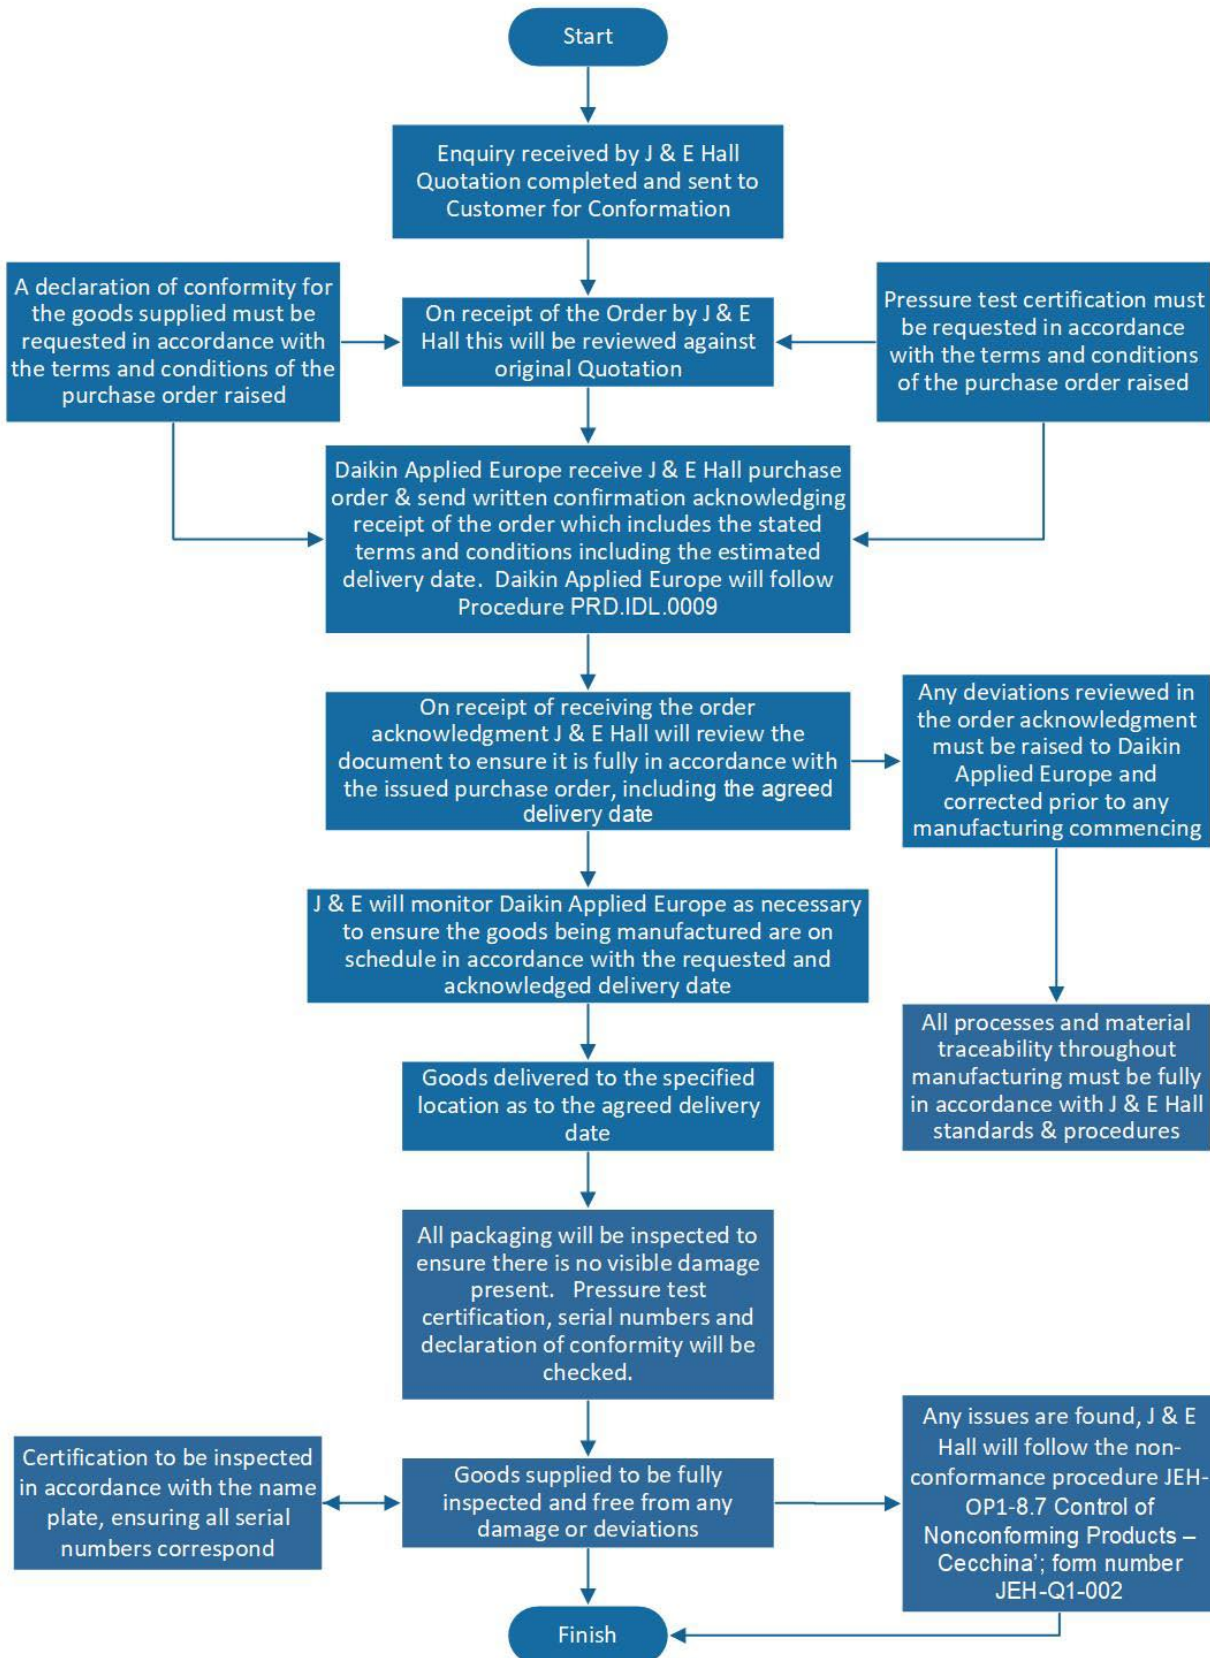 Start
Enquiry received by J & E Hall
Quotation completed and sent to
Customer for Conformation
A declaration of conformity for
the goods supplied must be
requested in accordance with
the terms and conditions of the
purchase order raised
On receipt of the Order by J & E
Hall this will be reviewed against
original Quotation
Pressure test certification must
be requested in accordance
with the terms and conditions
of the purchase order raised
Daikin Applied Europe receive J & E Hall purchase
order & send written confirmation acknowledging
receipt of the order which includes the stated
terms and conditions including the estimated
delivery date.  Daikin Applied Europe will follow
Procedure PRD.IDL.0009
On receipt of receiving the order
acknowledgment J & E Hall will review the
document to ensure it is fully in accordance with
the issued purchase order, including the agreed
delivery date
Any deviations reviewed in
the order acknowledgment
must be raised to Daikin
Applied Europe and
corrected prior to any
manufacturing commencing
J & E will monitor Daikin Applied Europe as necessary
to ensure the goods being manufactured are on
schedule in accordance with the requested and
acknowledged delivery date
All processes and material
traceability throughout
manufacturing must be fully
in accordance with J & E Hall
standards & procedures
Goods delivered to the specified
location as to the agreed delivery
date
All packaging will be inspected to
ensure there is no visible damage
present.   Pressure test
certification, serial numbers and
declaration of conformity will be
checked.
Certification to be inspected
in accordance with the name
plate, ensuring all serial
numbers correspond
Goods supplied to be fully
inspected and free from any
damage or deviations
Any issues are found, J & E
Hall will follow the non-
conformance procedure JEH-
OP1-8.7 Control of
Nonconforming Products –
Cecchina’; form number
JEH-Q1-002
Finish